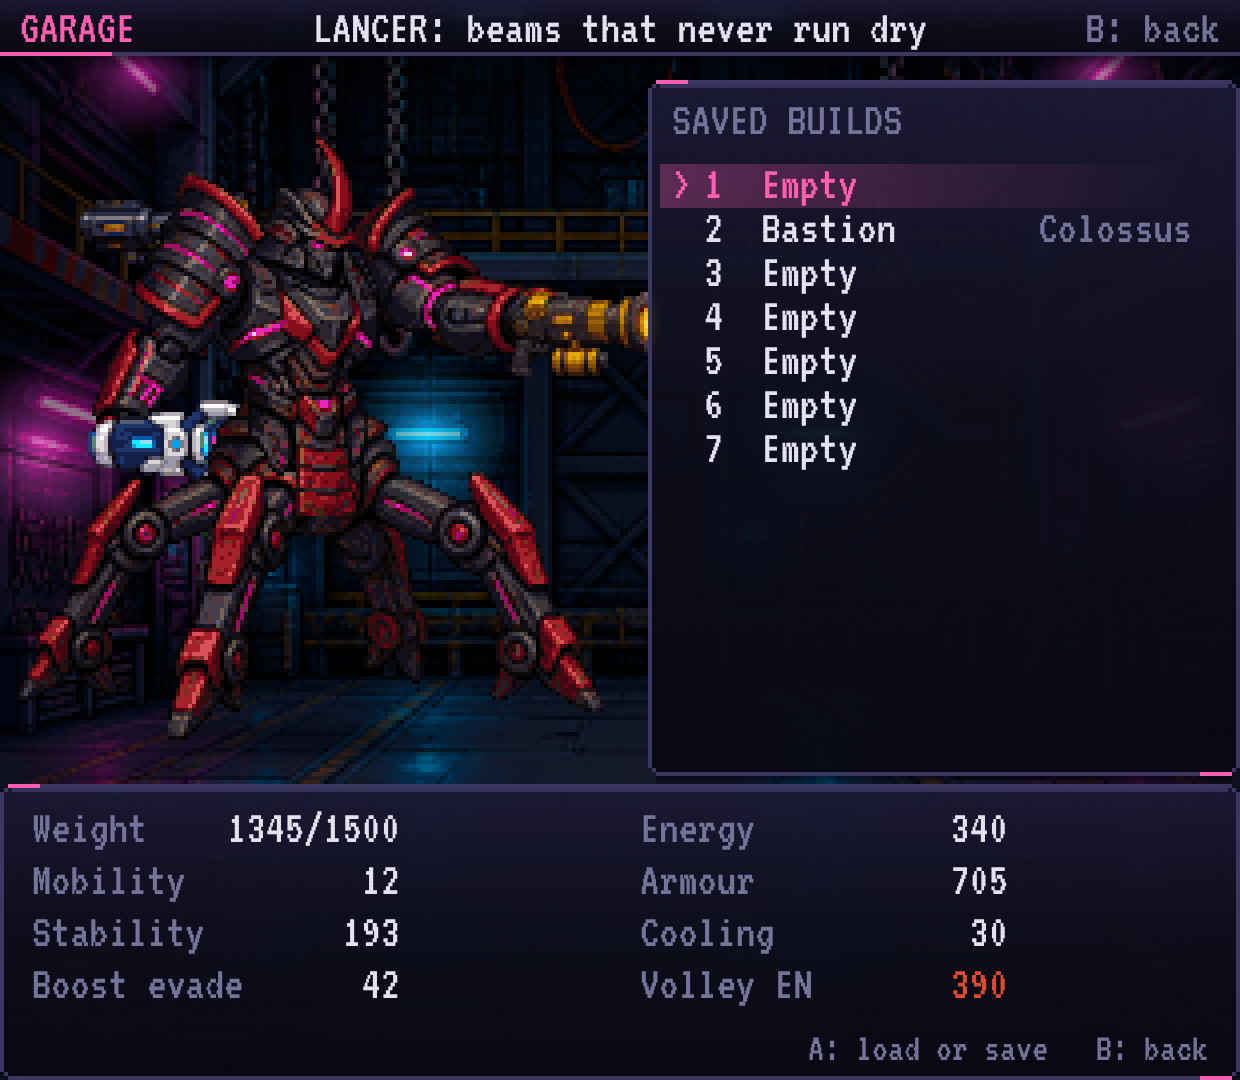 GARAGE LANCER: beams that never run dry B: back
SAVED BUILDS
> 1 Empty
2 Bastion Colossus
3 Empty
4 Empty
5 Empty
6 Empty
7 Empty
Weight 1345/1500 Energy 340
Mobility 12 Armour 705
Stability 193 Cooling 30
Boost evade 42 Volley EN 390
A: load or save B: back